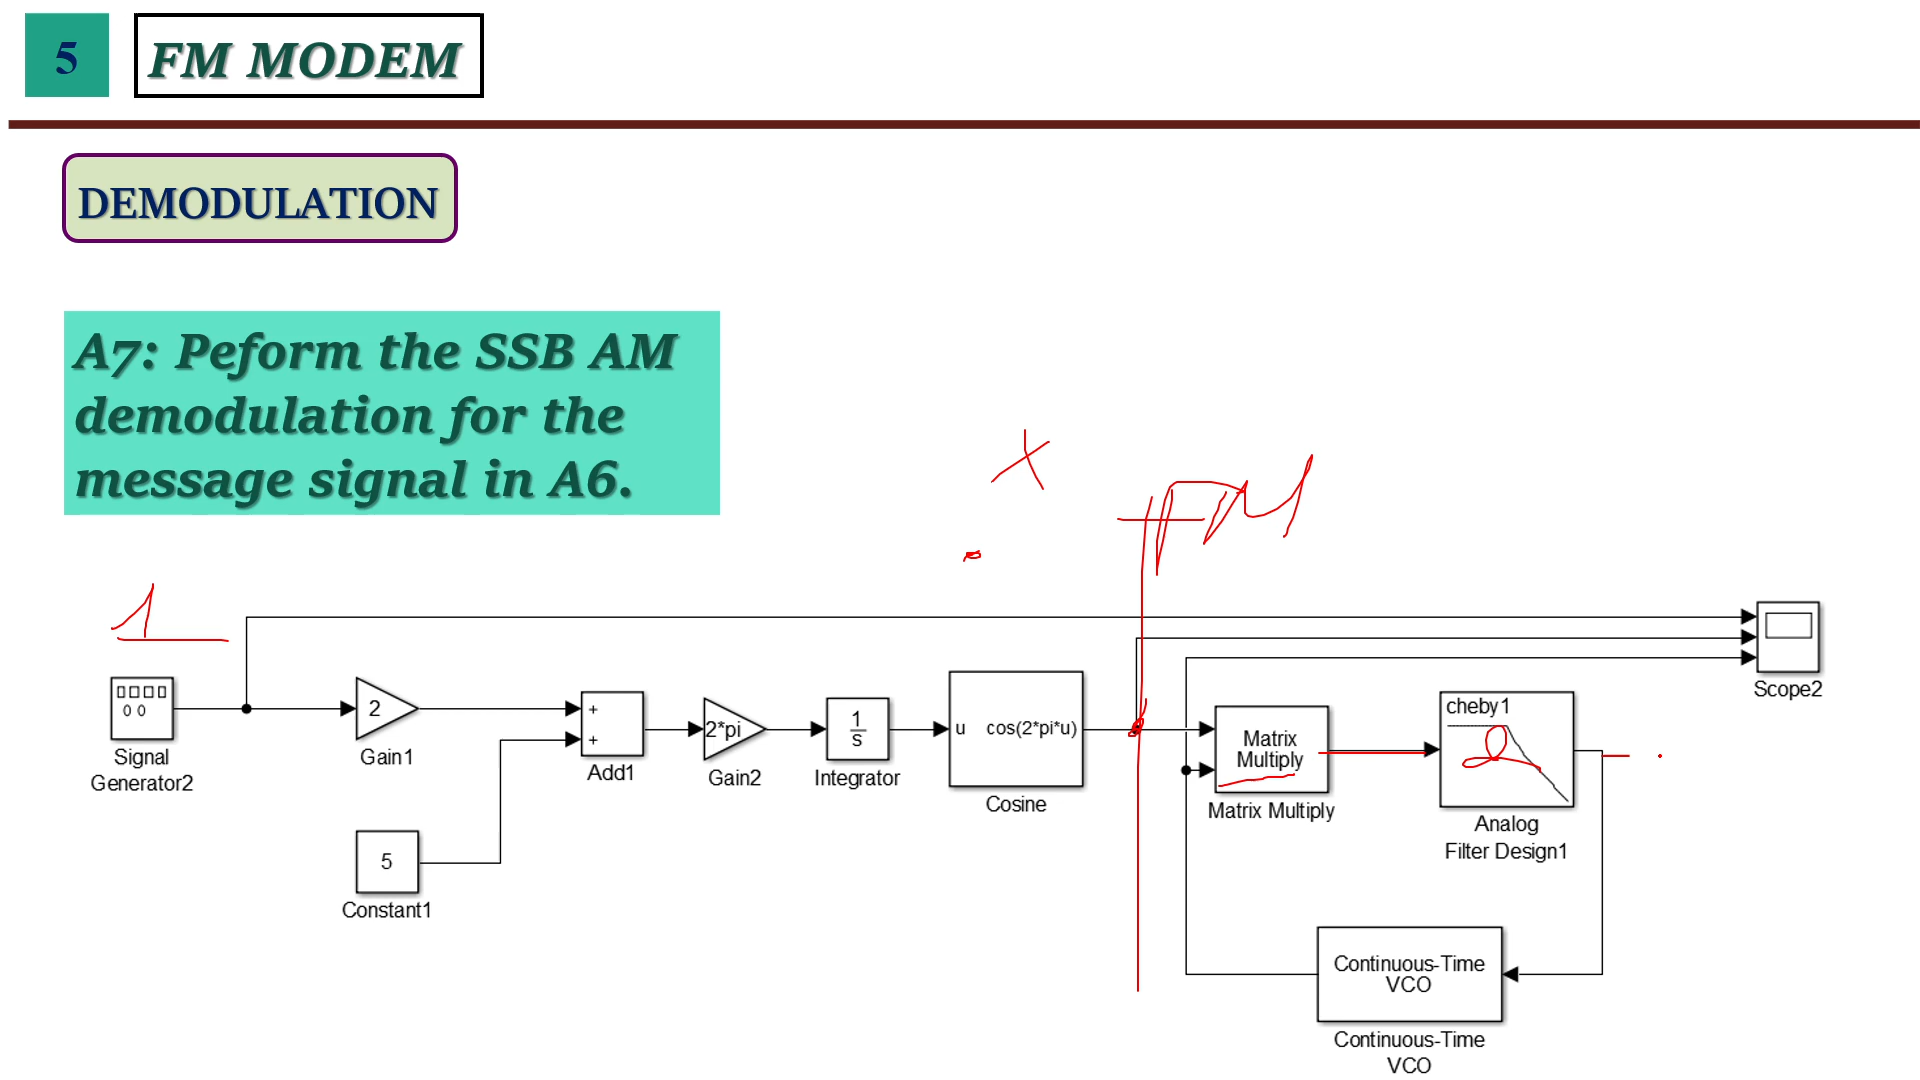 5
FM MODEM
DEMODULATION
A7: Peform the SSB AM
demodulation for the
message signal in A6.
X
FM
1
Signal
Generator2
2
Gain1
5
Constant1
+
+
Add1
2*pi
Gain2
1
s
Integrator
u cos(2*pi*u)
Cosine
Matrix
Multiply
Matrix Multiply
cheby1
Analog
Filter Design1
Continuous-Time
VCO
Continuous-Time
VCO
Scope2